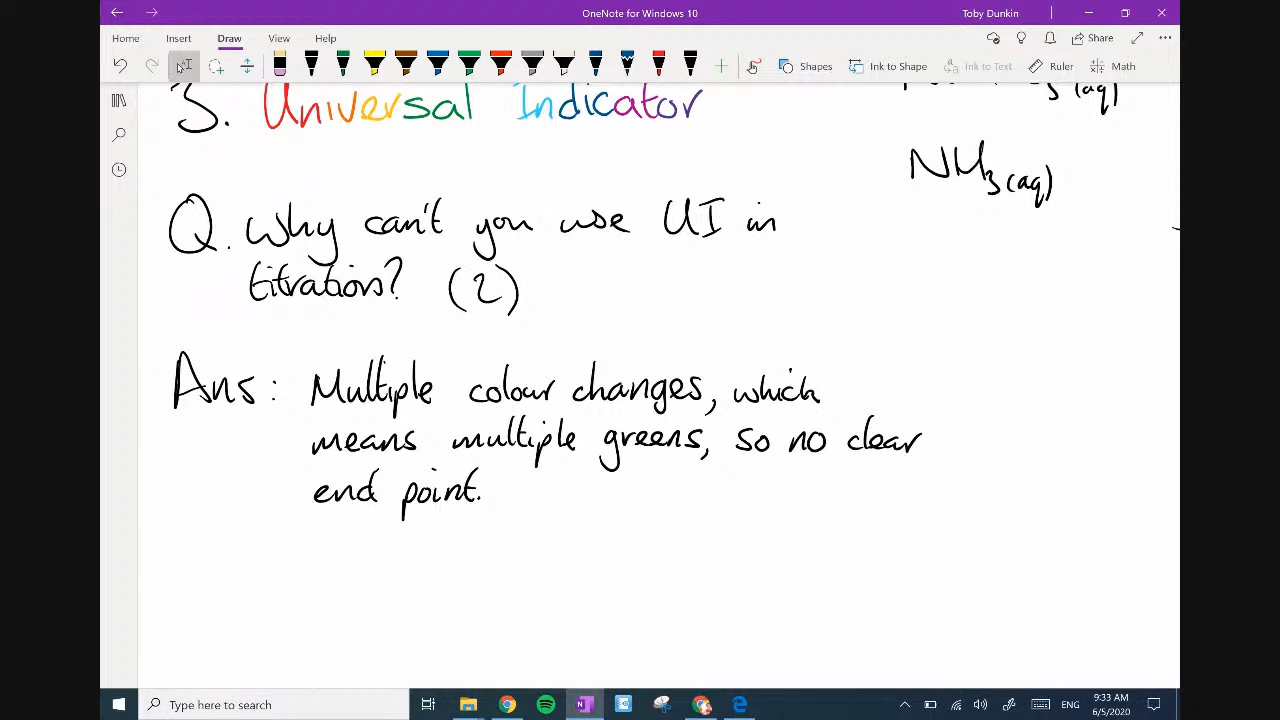 OneNote for Windows 10
Toby Dunkin
Home Insert Draw View Help
Share
Shapes
Ink to Shape
Ink to Text
Ruler
Math
3. Universal Indicator
(aq)
NH3(aq)
Q. Why can't you use UI in
titrations? (2)
Ans: Multiple colour changes, which
means multiple greens, so no clear
end point.
Type here to search
ENG
9:33 AM
6/5/2020